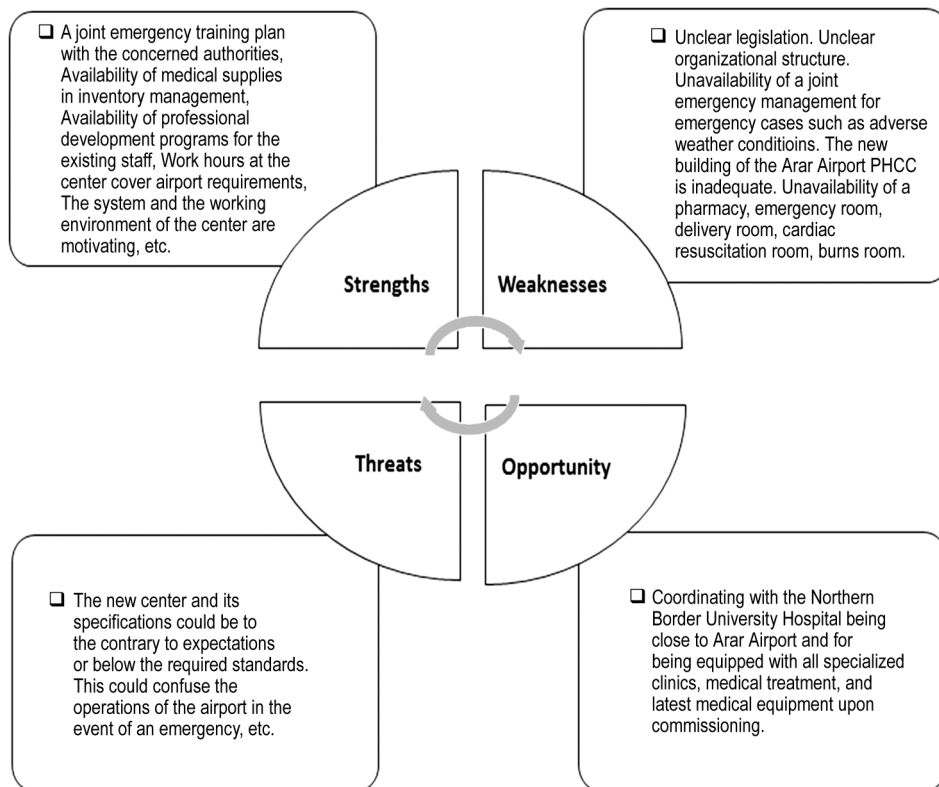 ❑ A joint emergency training plan
with the concerned authorities,
Availability of medical supplies
in inventory management,
Availability of professional
development programs for the
existing staff, Work hours at the
center cover airport requirements,
The system and the working
environment of the center are
motivating, etc.
❑ Unclear legislation. Unclear
organizational structure.
Unavailability of a joint
emergency management for
emergency cases such as adverse
weather conditioins. The new
building of the Arar Airport PHCC
is inadequate. Unavailability of a
pharmacy, emergency room,
delivery room, cardiac
resuscitation room, burns room.
Strengths
Weaknesses
Threats
Opportunity
❑ The new center and its
specifications could be to
the contrary to expectations
or below the required standards.
This could confuse the
operations of the airport in the
event of an emergency, etc.
❑ Coordinating with the Northern
Border University Hospital being
close to Arar Airport and for
being equipped with all specialized
clinics, medical treatment, and
latest medical equipment upon
commissioning.